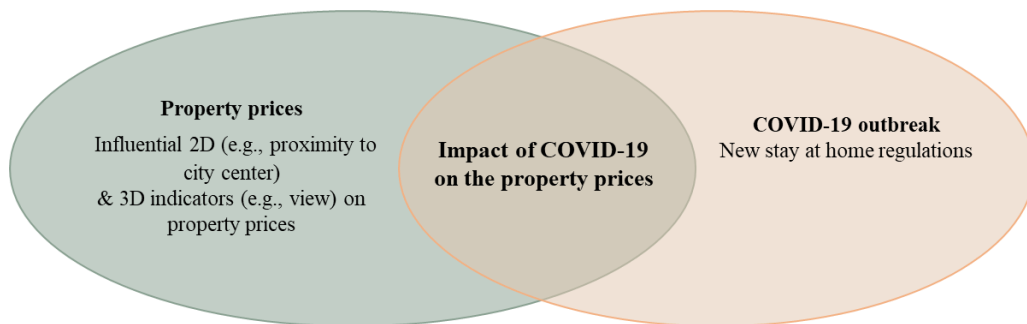 Property prices
Influential 2D (e.g., proximity to
city center)
& 3D indicators (e.g., view) on
property prices
Impact of COVID-19
on the property prices
COVID-19 outbreak
New stay at home regulations